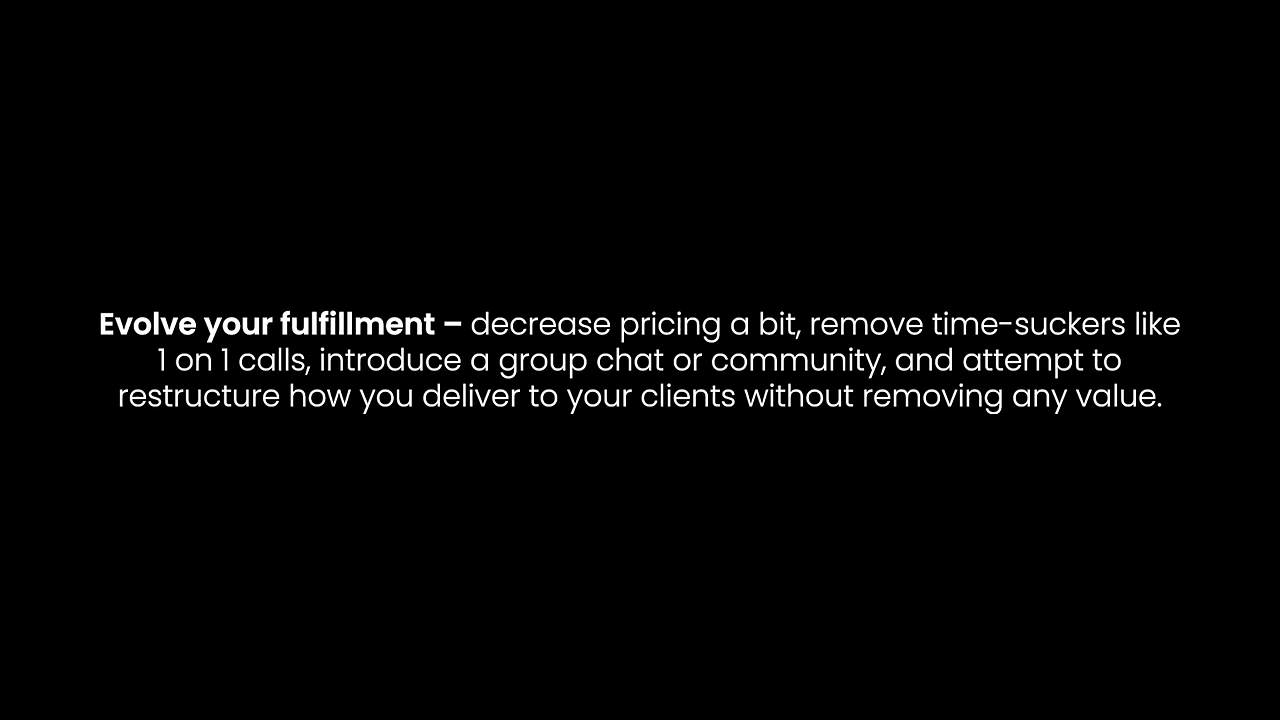 Evolve your fulfillment – decrease pricing a bit, remove time-suckers like
1 on 1 calls, introduce a group chat or community, and attempt to
restructure how you deliver to your clients without removing any value.